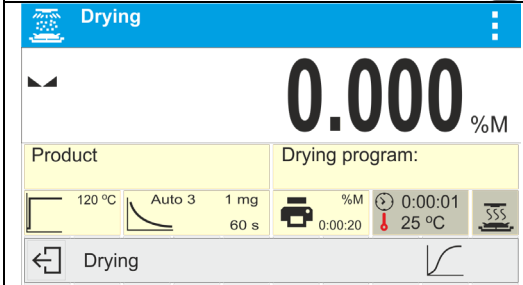 Drying
0.000 %M
Product
Drying program:
120 ºC
Auto 3 1 mg
60 s
%M
0:00:20
0:00:01
25 ºC
Drying